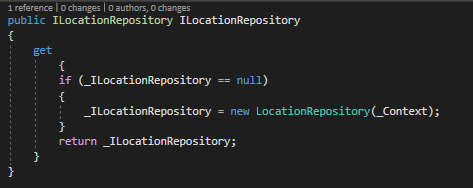 1 reference | 0 changes | 0 authors, 0 changes
public ILocationRepository ILocationRepository
{
get
{
if (_ILocationRepository == null)
{
_ILocationRepository = new LocationRepository(_Context);
}
return _ILocationRepository;
}
}